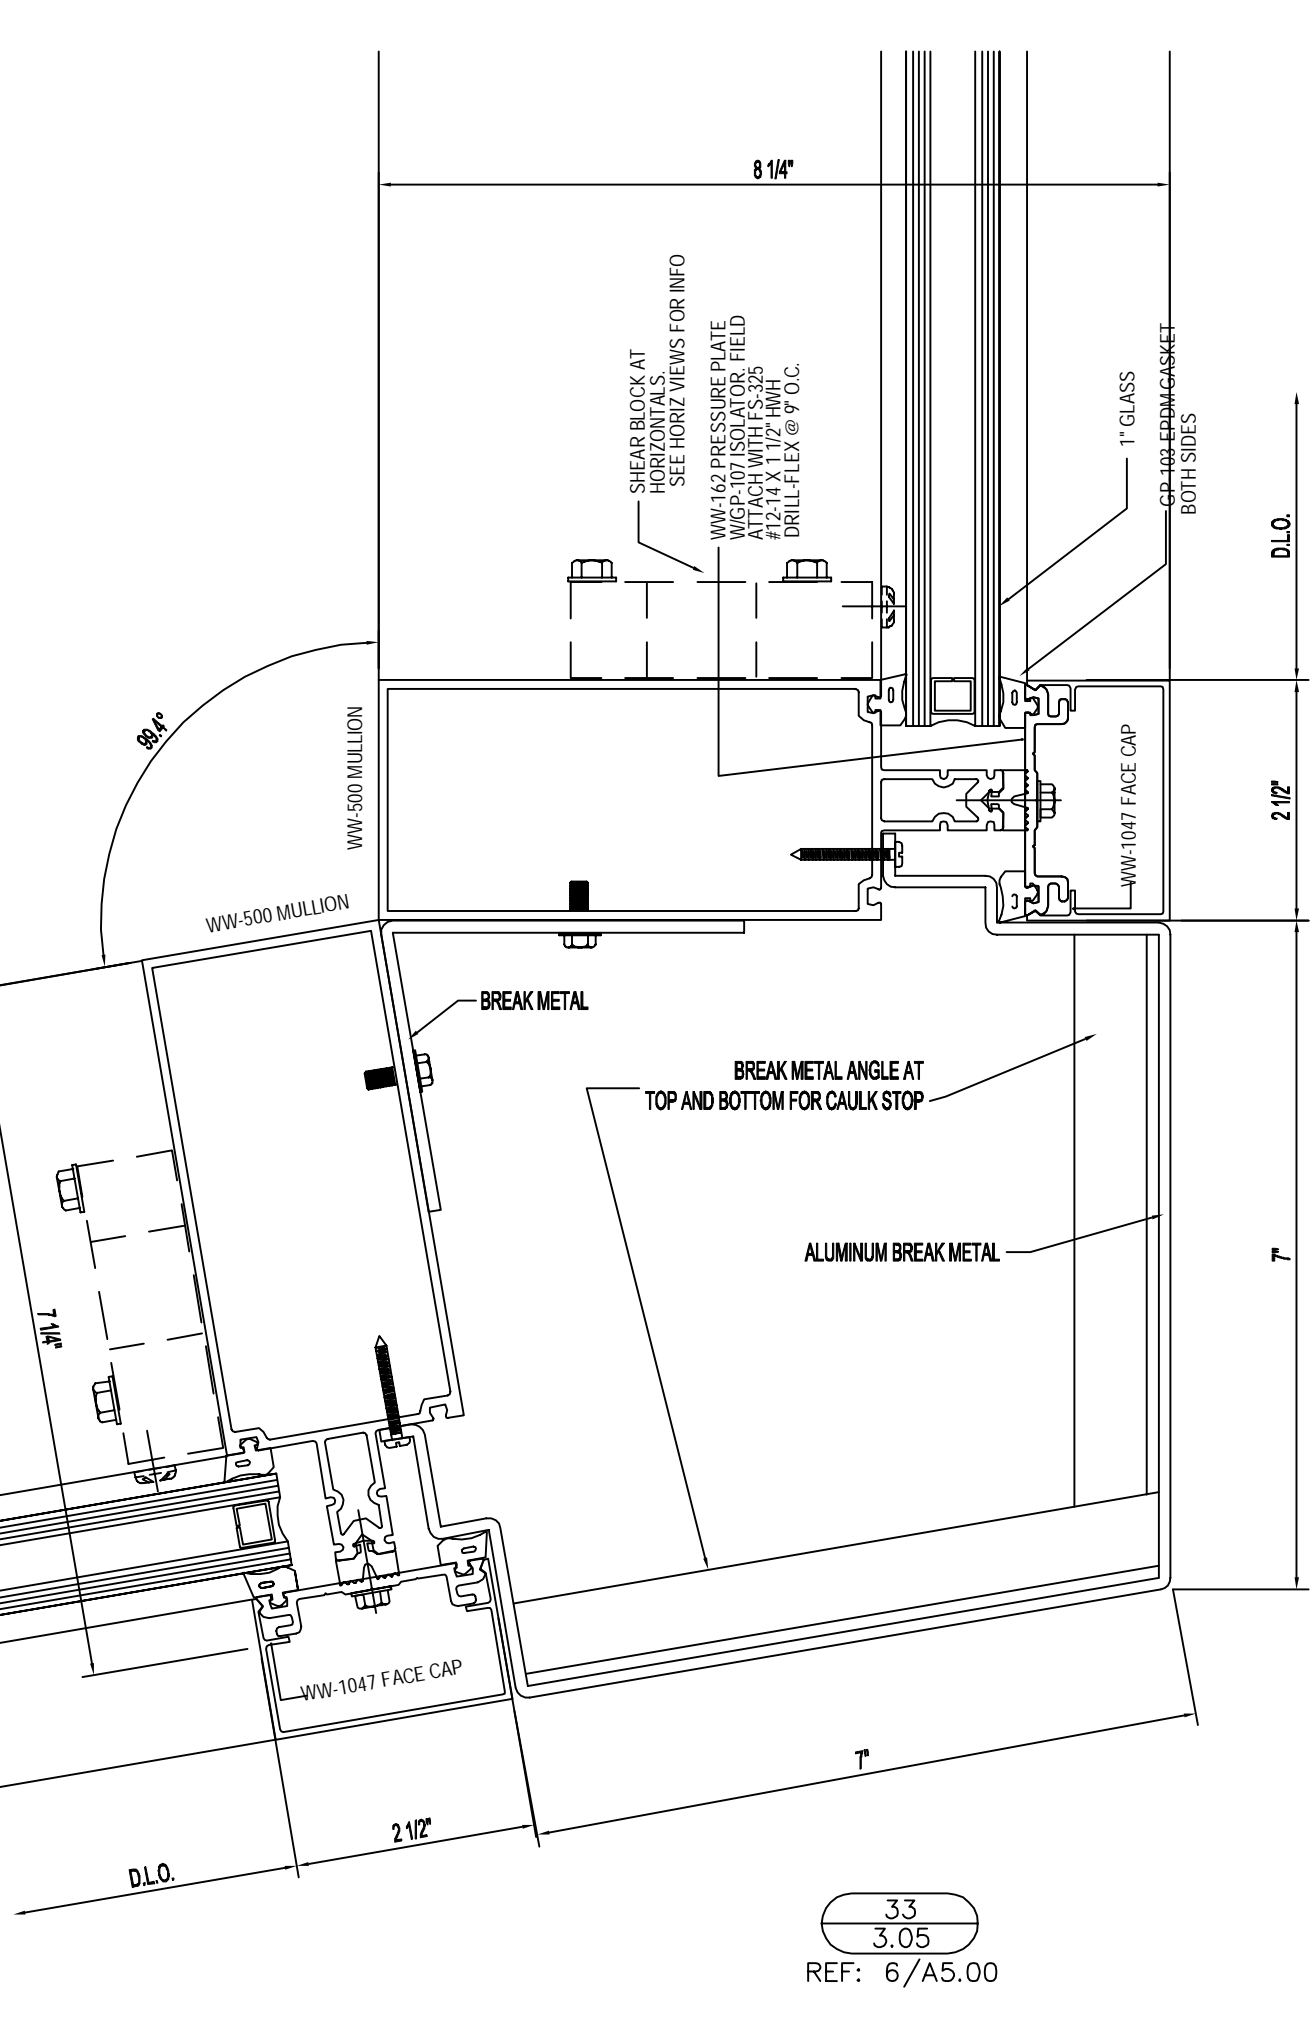 8 1/4"
SHEAR BLOCK AT
HORIZONTALS.
SEE HORIZ VIEWS FOR INFO
WW-162 PRESSURE PLATE
W/GP-107 ISOLATOR. FIELD
ATTACH WITH FS-325
#12-14 X 1 1/2" HWH
DRILL-FLEX @ 9" O.C.
1" GLASS
GP 103 EPDM GASKET
BOTH SIDES
D.L.O.
99.4°
WW-500 MULLION
WW-1047 FACE CAP
2 1/2"
WW-500 MULLION
BREAK METAL
BREAK METAL ANGLE AT
TOP AND BOTTOM FOR CAULK STOP
ALUMINUM BREAK METAL
7"
7 1/4"
WW-1047 FACE CAP
7"
2 1/2"
D.L.O.
33
3.05
REF: 6/A5.00